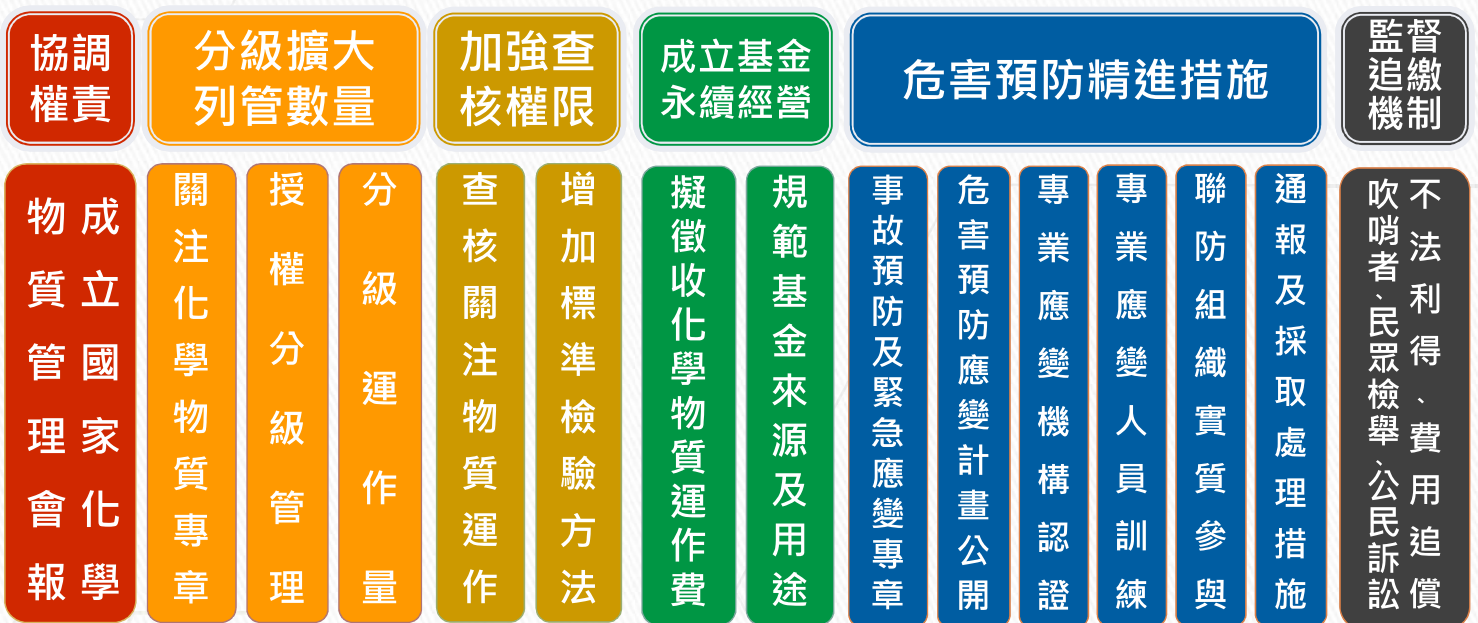 協調
權責
分級擴大
列管數量
加強查
核權限
成立基金
永續經營
危害預防精進措施
監督
追繳
機制
成立國家化學
物質管理會報
關注化學物質專章
授權分級管理
分級運作量
查核關注物質運作
增加標準檢驗方法
擬徵收化學物質運作費
規範基金來源及用途
事故預防及緊急應變專章
危害預防應變計畫公開
專業應變機構認證
專業應變人員訓練
聯防組織實質參與
通報及採取處理措施
不法利得、費用追償
吹哨者、民眾檢舉、公民訴訟